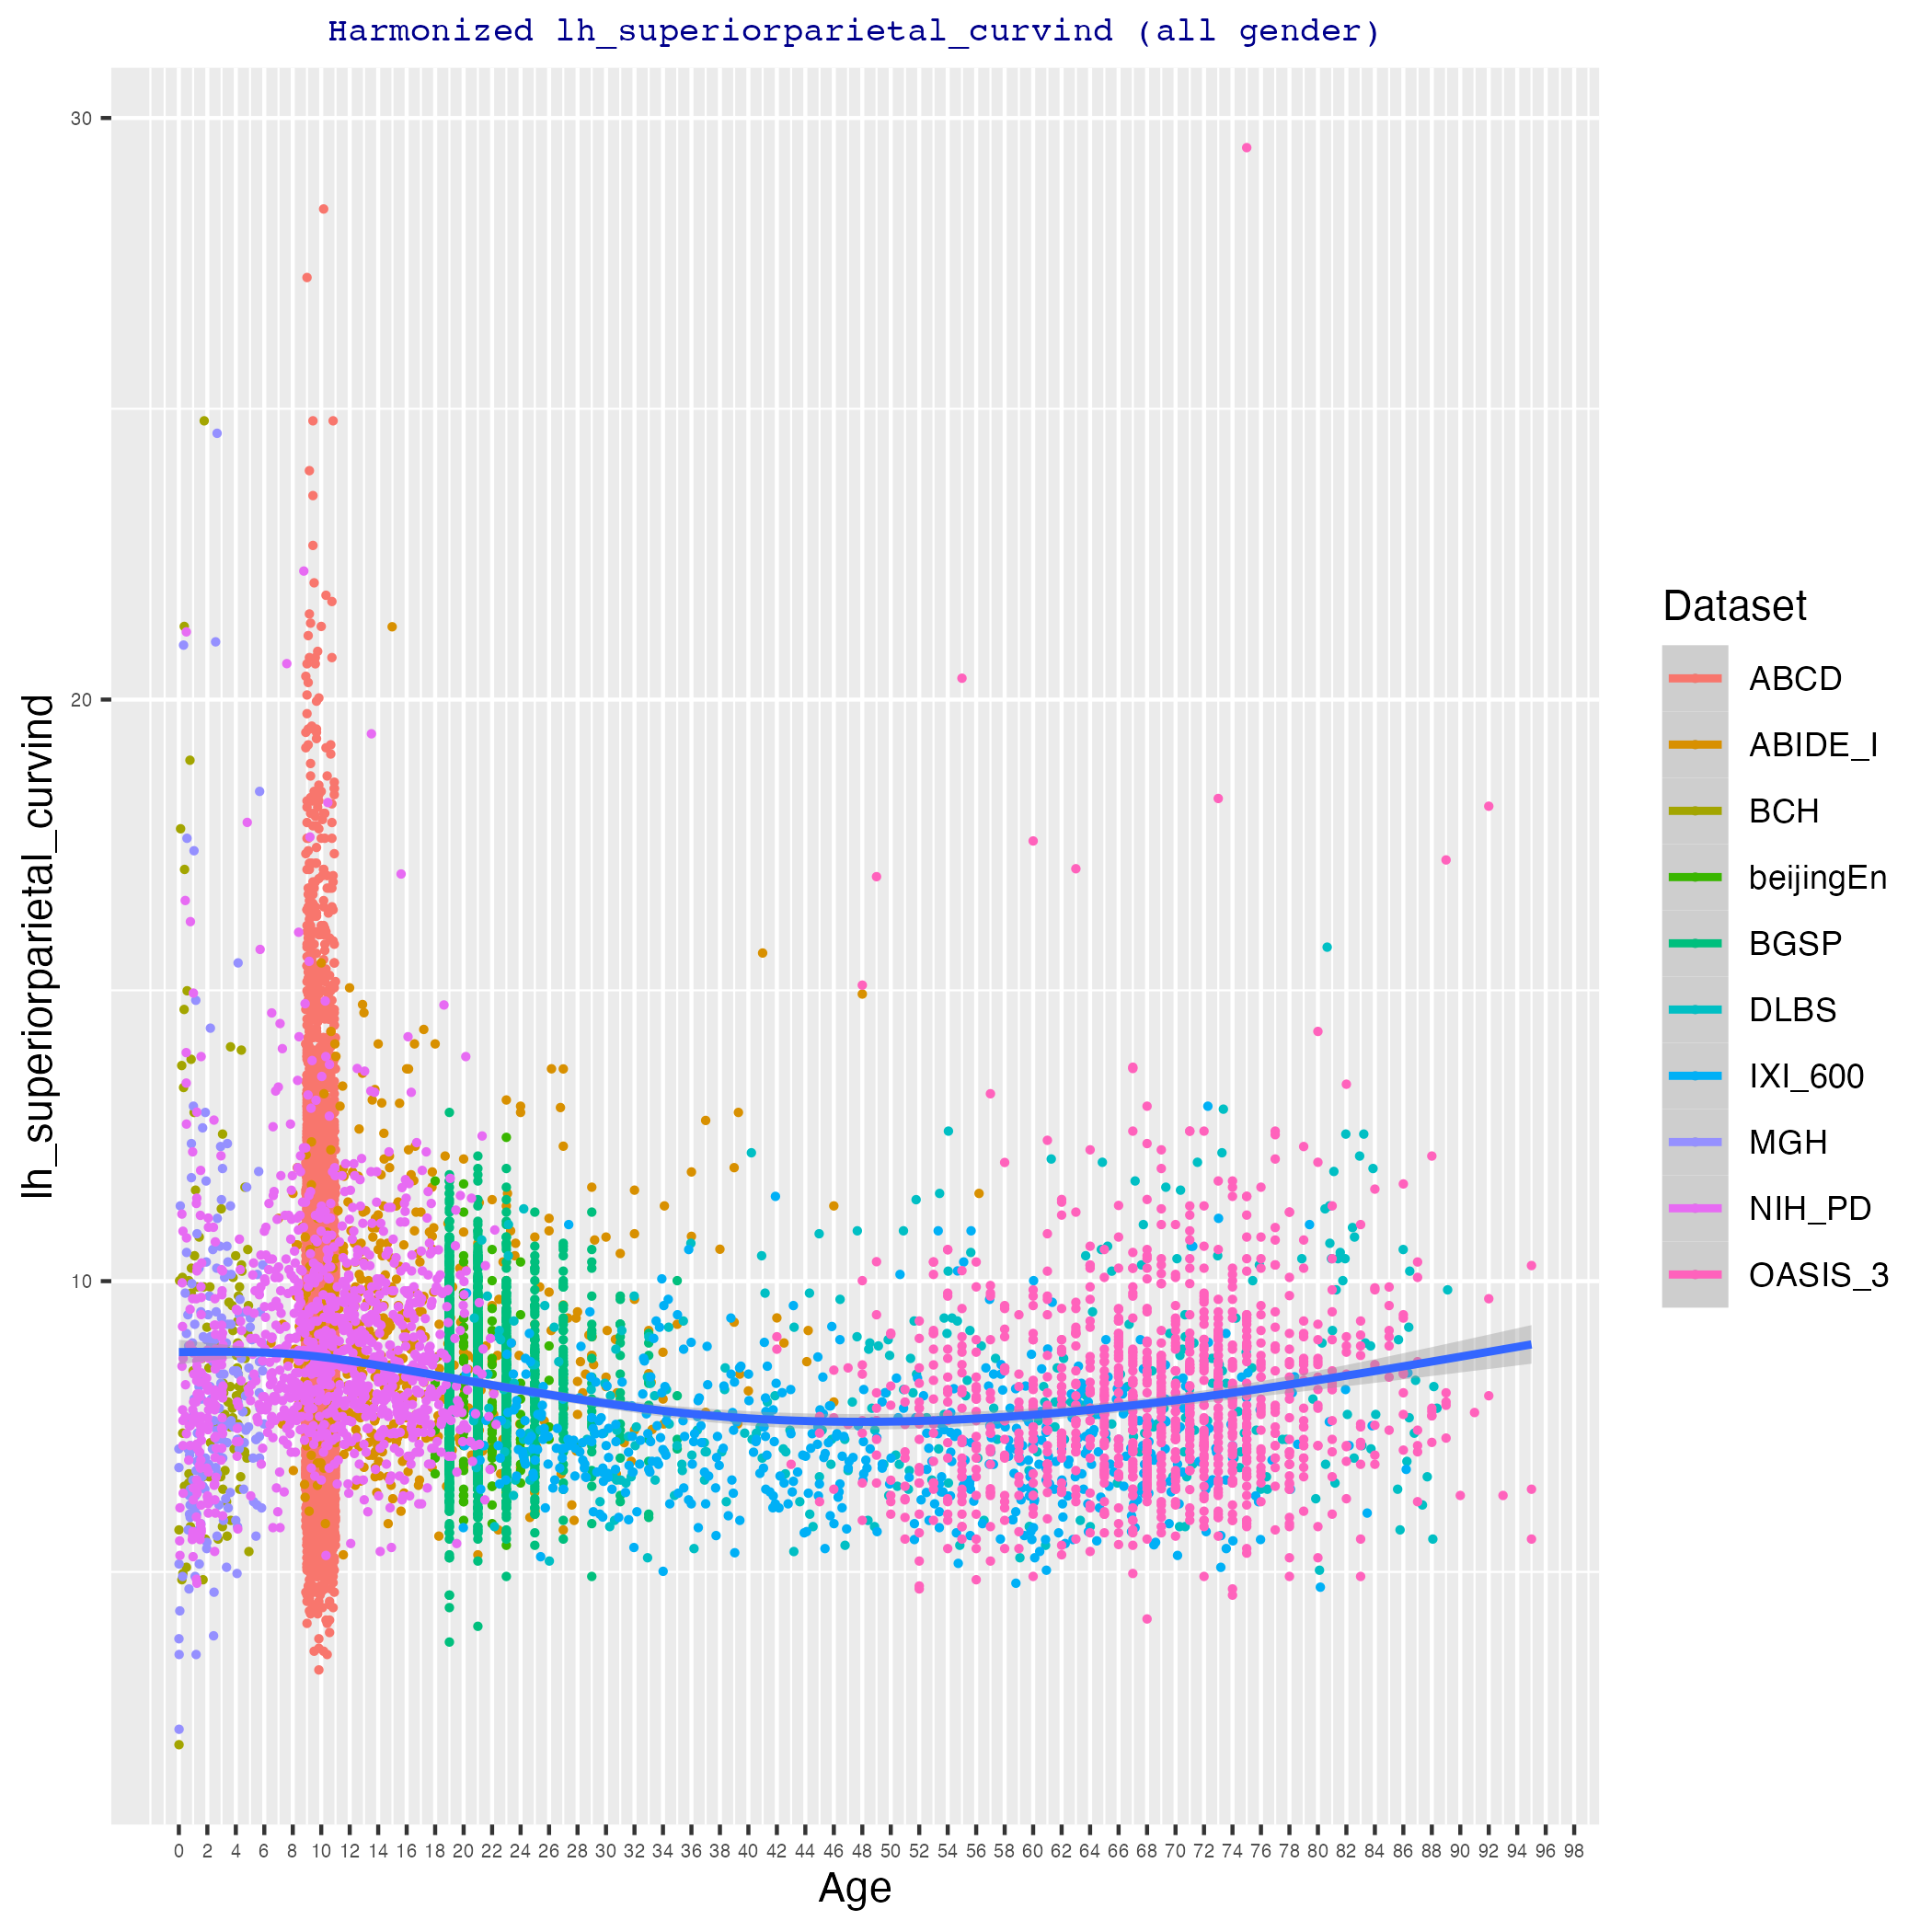 Harmonized lh_superiorparietal_curvind (all gender)
30
20
10
lh_superiorparietal_curvind
0 2 4 6 8 10 12 14 16 18 20 22 24 26 28 30 32 34 36 38 40 42 44 46 48 50 52 54 56 58 60 62 64 66 68 70 72 74 76 78 80 82 84 86 88 90 92 94 96 98
Age
Dataset
ABCD
ABIDE_I
BCH
beijingEn
BGSP
DLBS
IXI_600
MGH
NIH_PD
OASIS_3